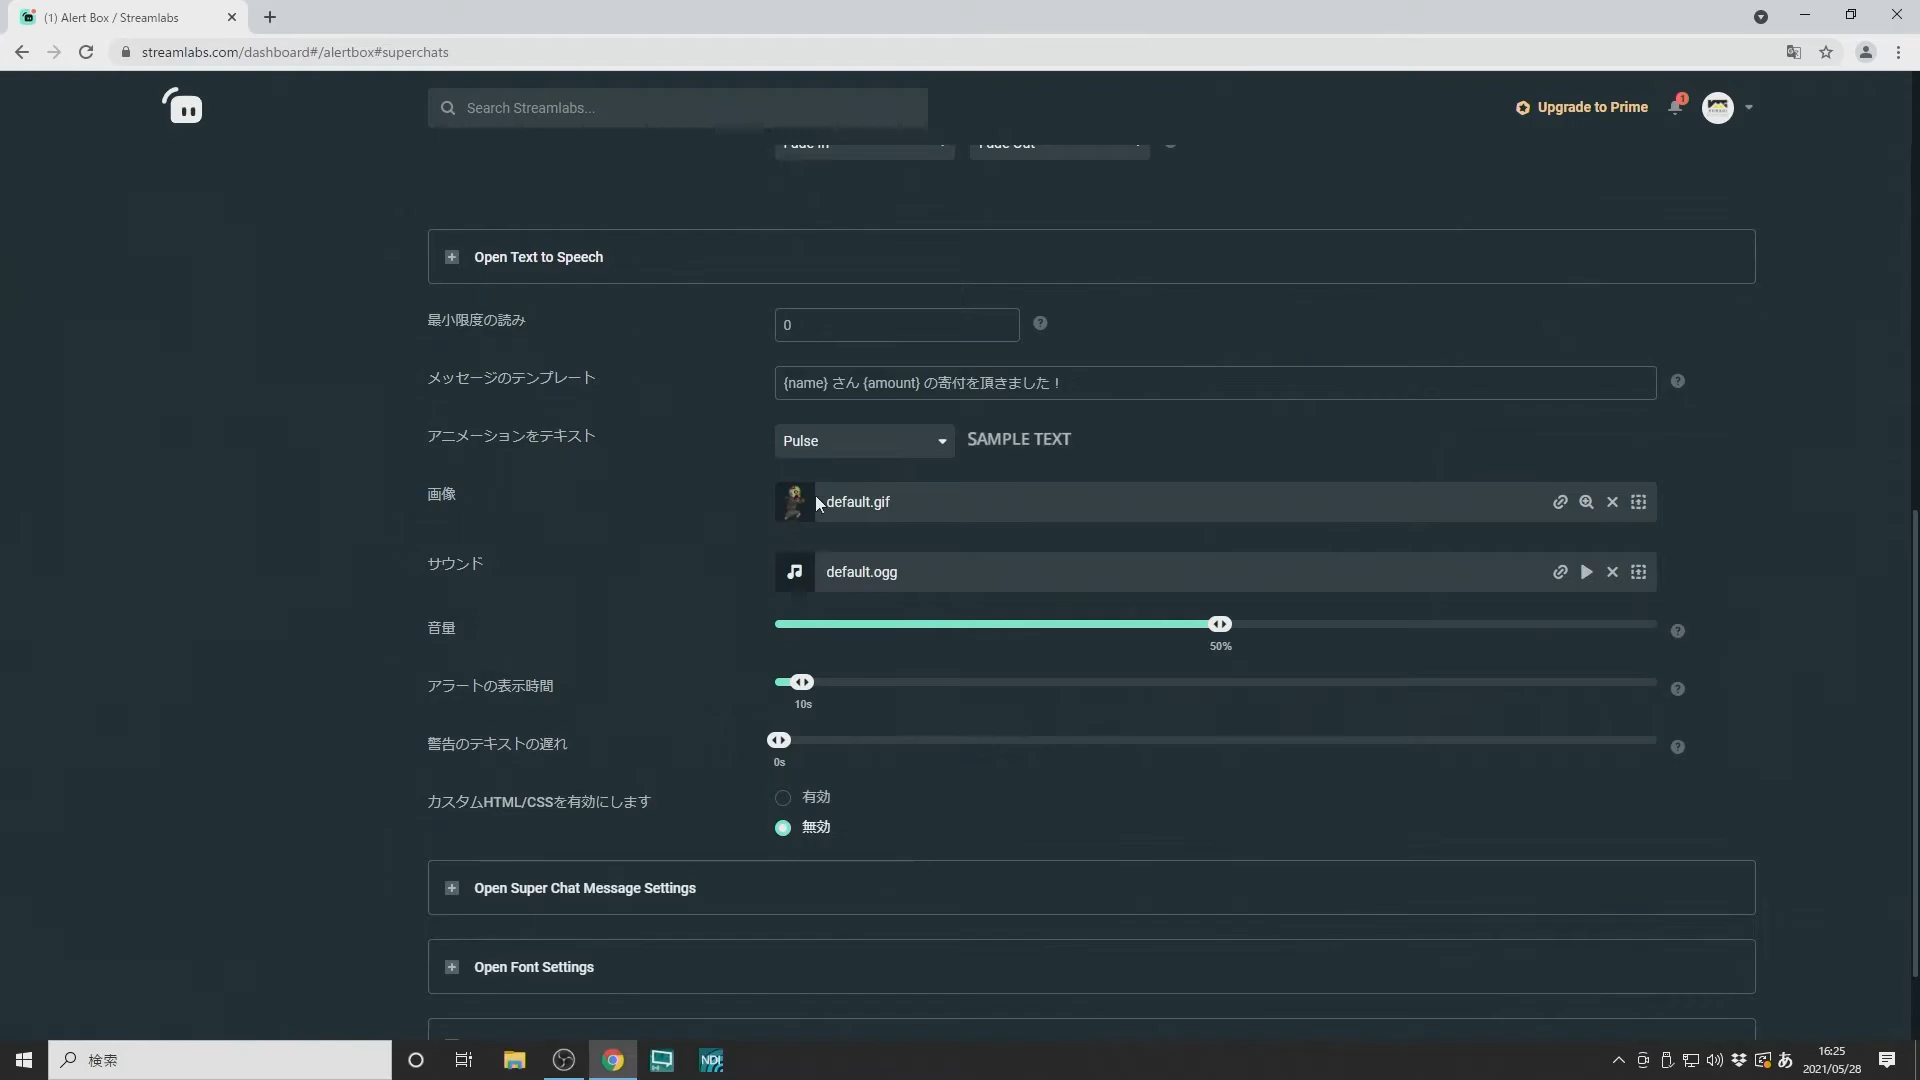 (1) Alert Box / Streamlabs
streamlabs.com/dashboard#/alertbox#superchats
Search Streamlabs...
Upgrade to Prime
1
Fade In
Fade Out
Open Text to Speech
最小限度の読み
0
メッセージのテンプレート
{name} さん {amount} の寄付を頂きました！
アニメーションをテキスト
Pulse
SAMPLE TEXT
画像
default.gif
サウンド
default.ogg
音量
50%
アラートの表示時間
10s
警告のテキストの遅れ
0s
カスタムHTML/CSSを有効にします
有効
無効
Open Super Chat Message Settings
Open Font Settings
検索
NDI
あ
16:25
2021/05/28